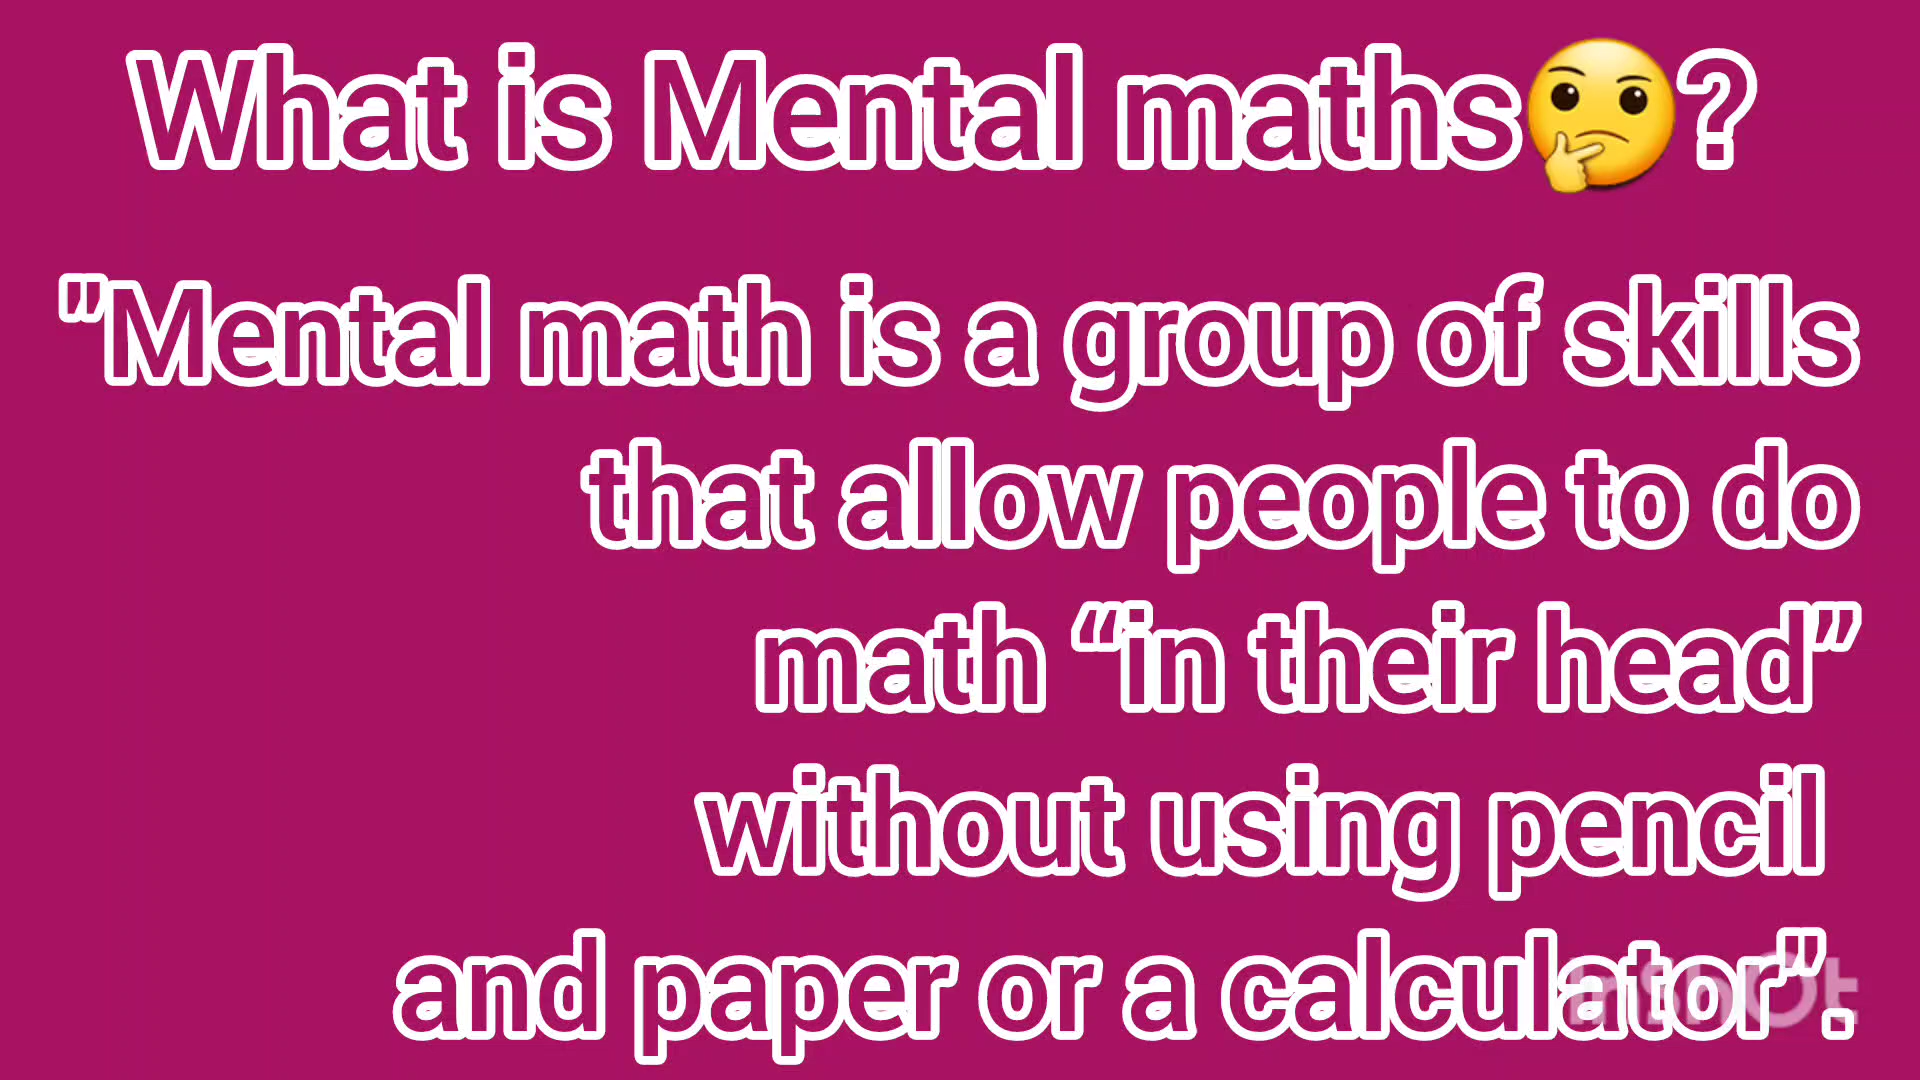 What is Mental maths🤔?
"Mental math is a group of skills
that allow people to do
math “in their head”
without using pencil
and paper or a calculator".
InShOt